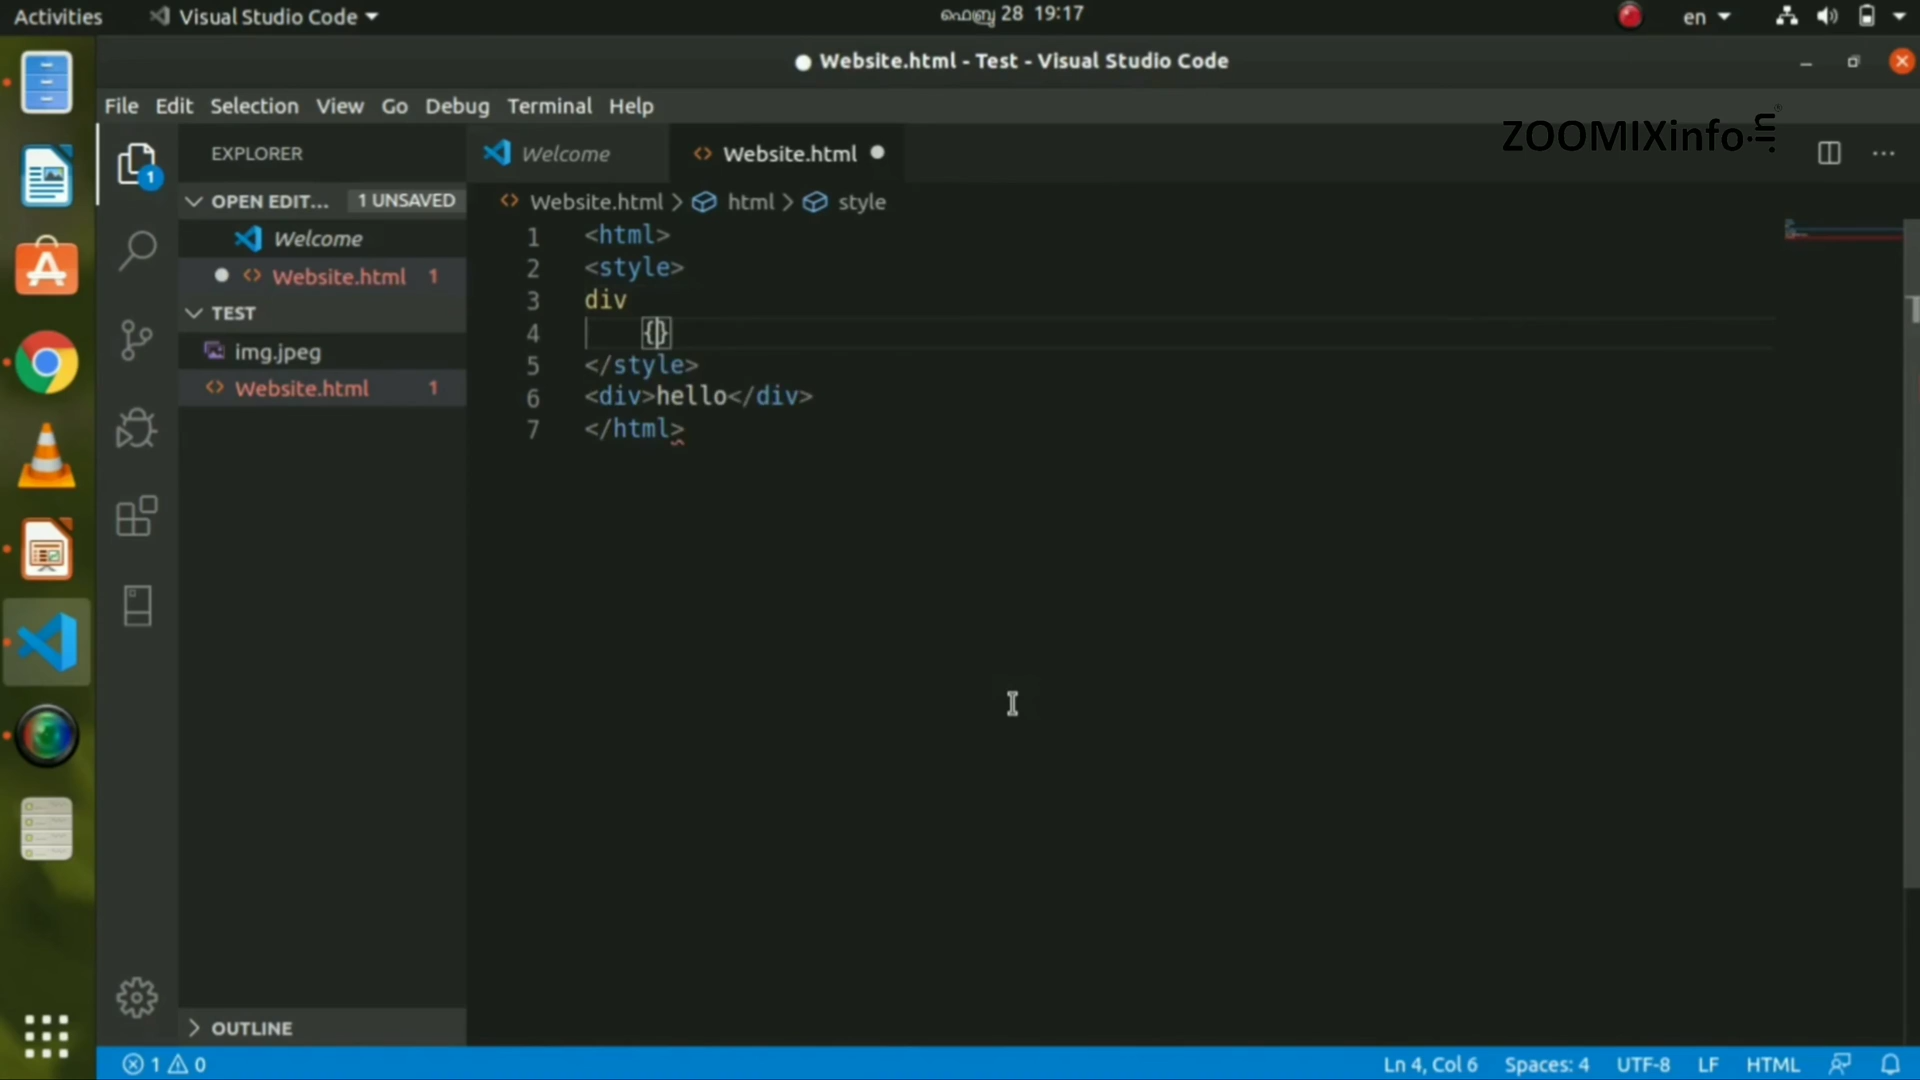 Activities
Visual Studio Code
ഫെബ്രു 28 19:17
en
Website.html - Test - Visual Studio Code
File Edit Selection View Go Debug Terminal Help
ZOOMIXinfo.in
EXPLORER
Welcome
Website.html
1
OPEN EDIT... 1 UNSAVED
Website.html > html > style
Welcome
Website.html 1
TEST
img.jpeg
Website.html 1
1 <html>
2 <style>
3 div
4 {}
5 </style>
6 <div>hello</div>
7 </html>
OUTLINE
1 0
Ln 4, Col 6 Spaces: 4 UTF-8 LF HTML